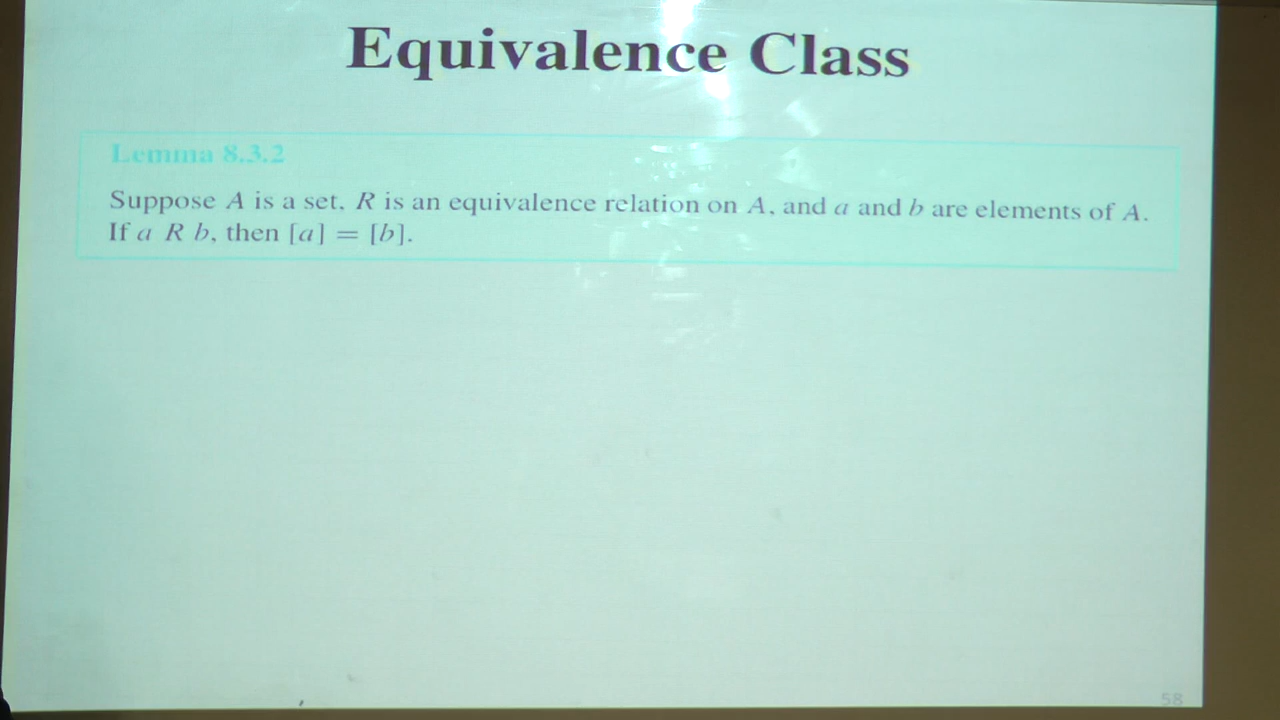 Equivalence Class
Lemma 8.3.2
Suppose A is a set, R is an equivalence relation on A, and a and b are elements of A.
If a R b, then [a] = [b].
58